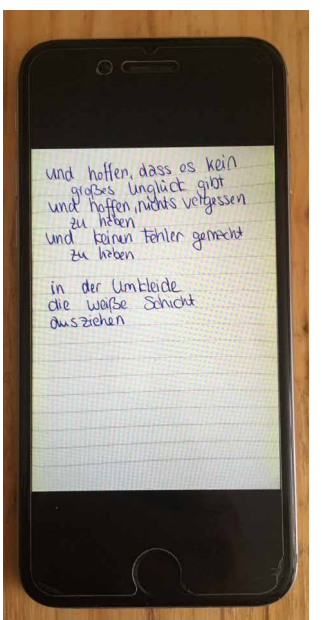 und hoffen, dass es kein
großes Unglück gibt
und hoffen, nichts vergessen
zu haben
und keinen Fehler gemacht
zu haben
in der Umkleide
die weiße Schicht
ausziehen